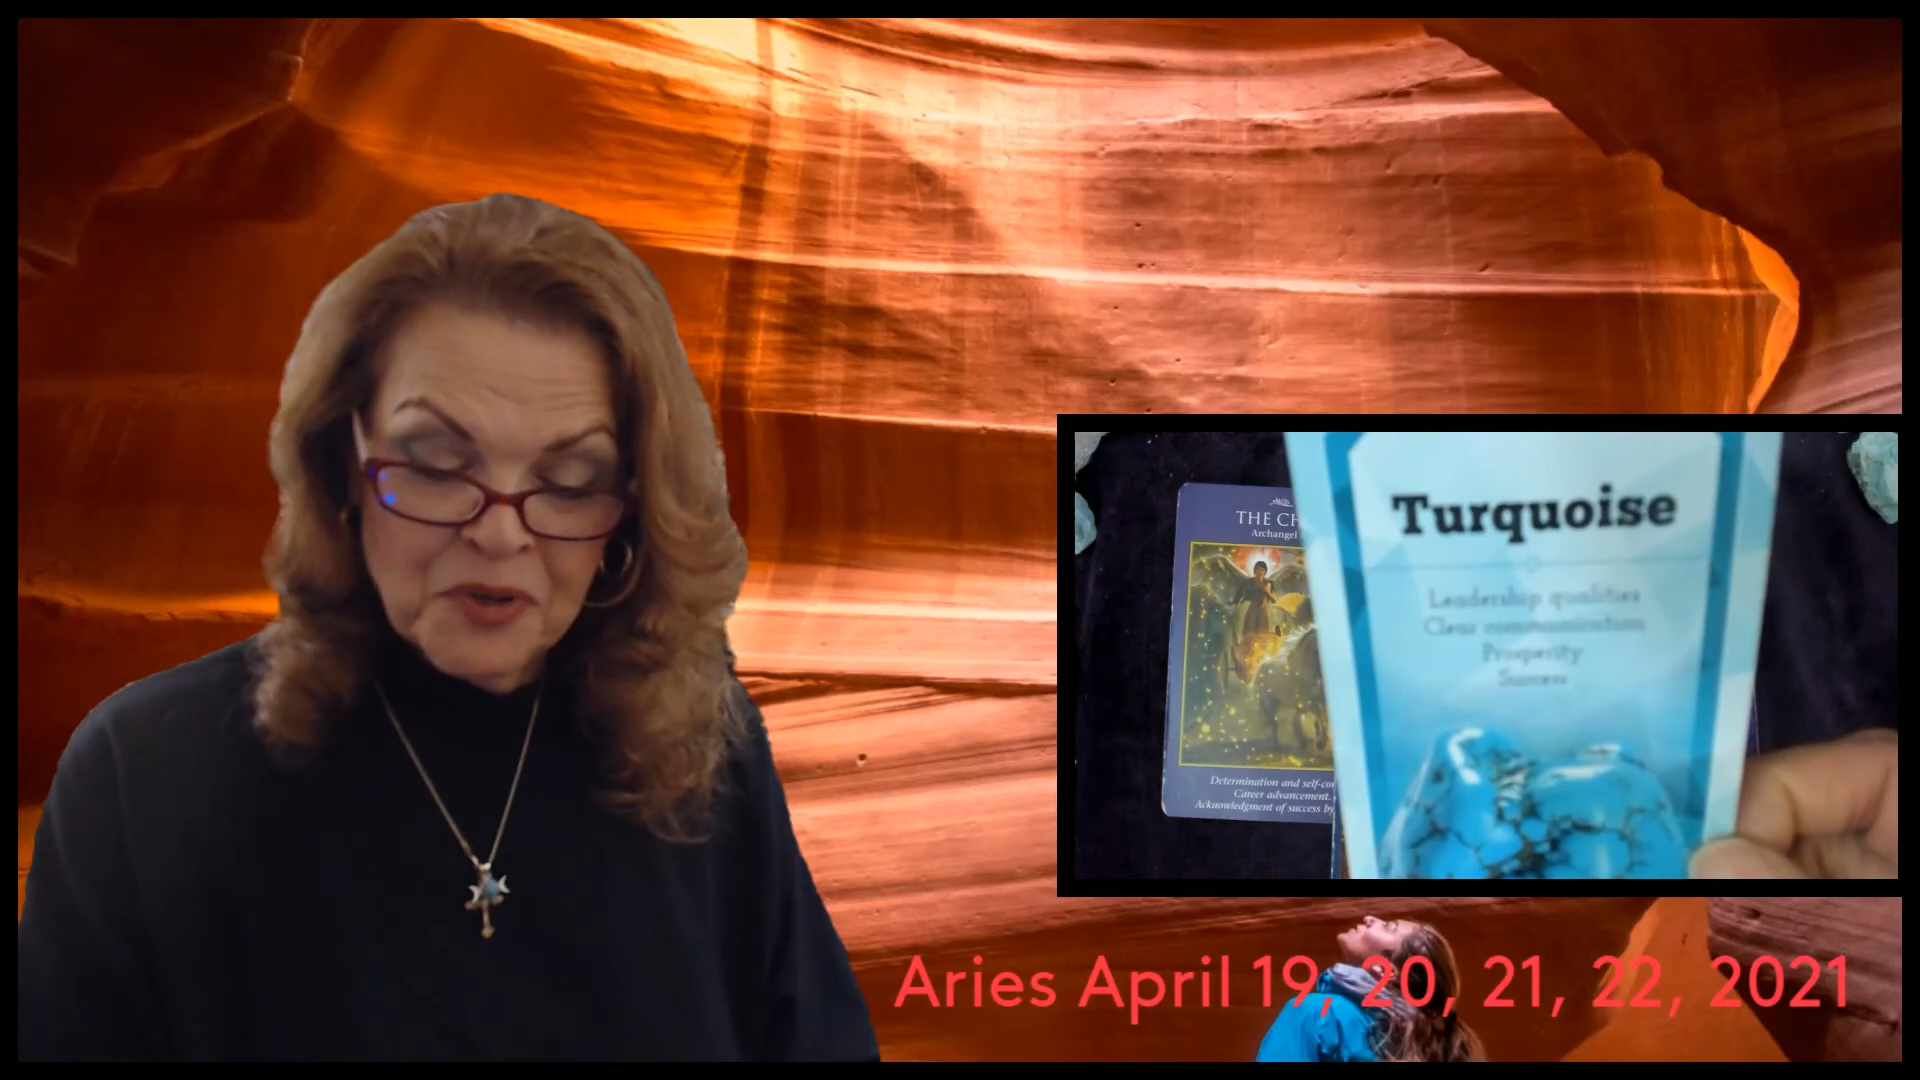 THE CH
Archangel
Determination and self-co
Career advancement.
Acknowledgment of success by
Turquoise
Leadership qualities
Clear communication
Prosperity
Success
Aries April 19, 20, 21, 22, 2021